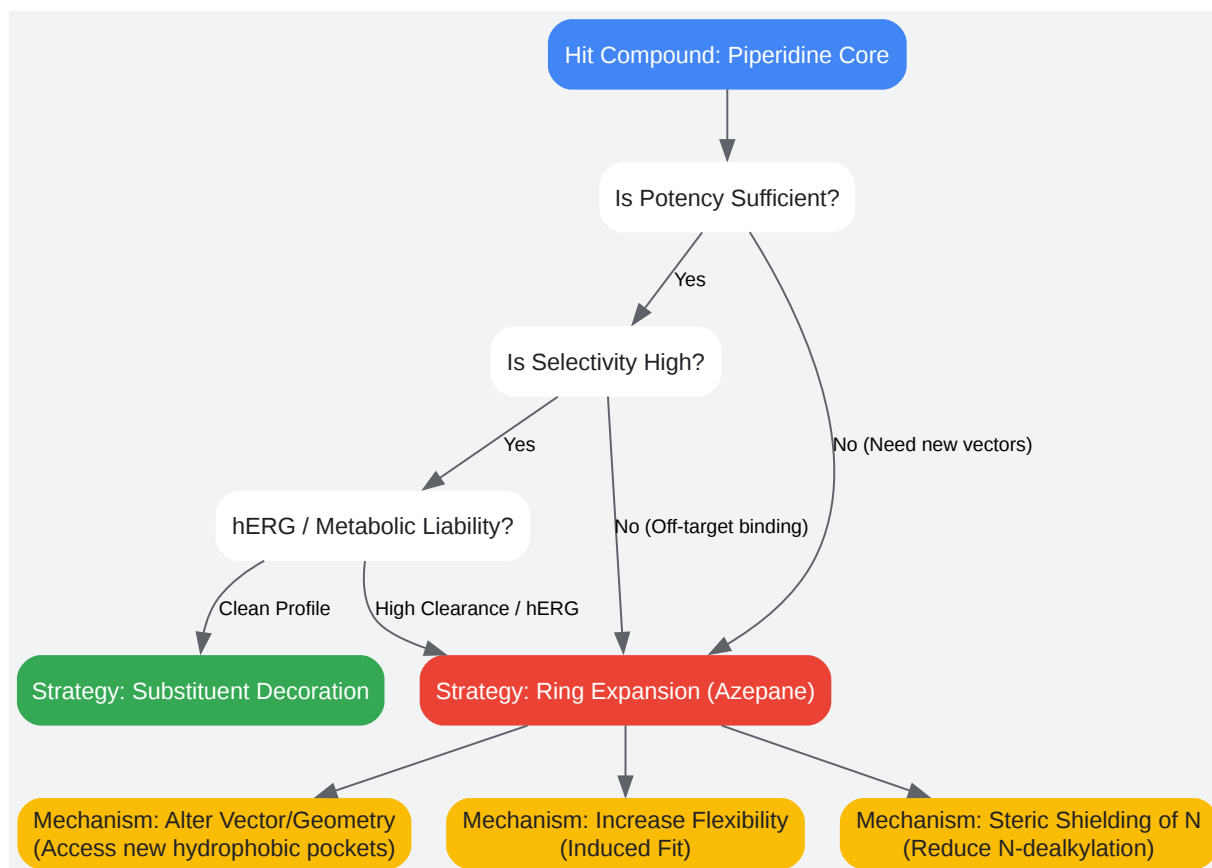 Hit Compound: Piperidine Core
Is Potency Sufficient?
Yes
Is Selectivity High?
Yes
No (Need new vectors)
No (Off-target binding)
hERG / Metabolic Liability?
Clean Profile
High Clearance / hERG
Strategy: Substituent Decoration
Strategy: Ring Expansion (Azepane)
Mechanism: Alter Vector/Geometry
(Access new hydrophobic pockets)
Mechanism: Increase Flexibility
(Induced Fit)
Mechanism: Steric Shielding of N
(Reduce N-dealkylation)